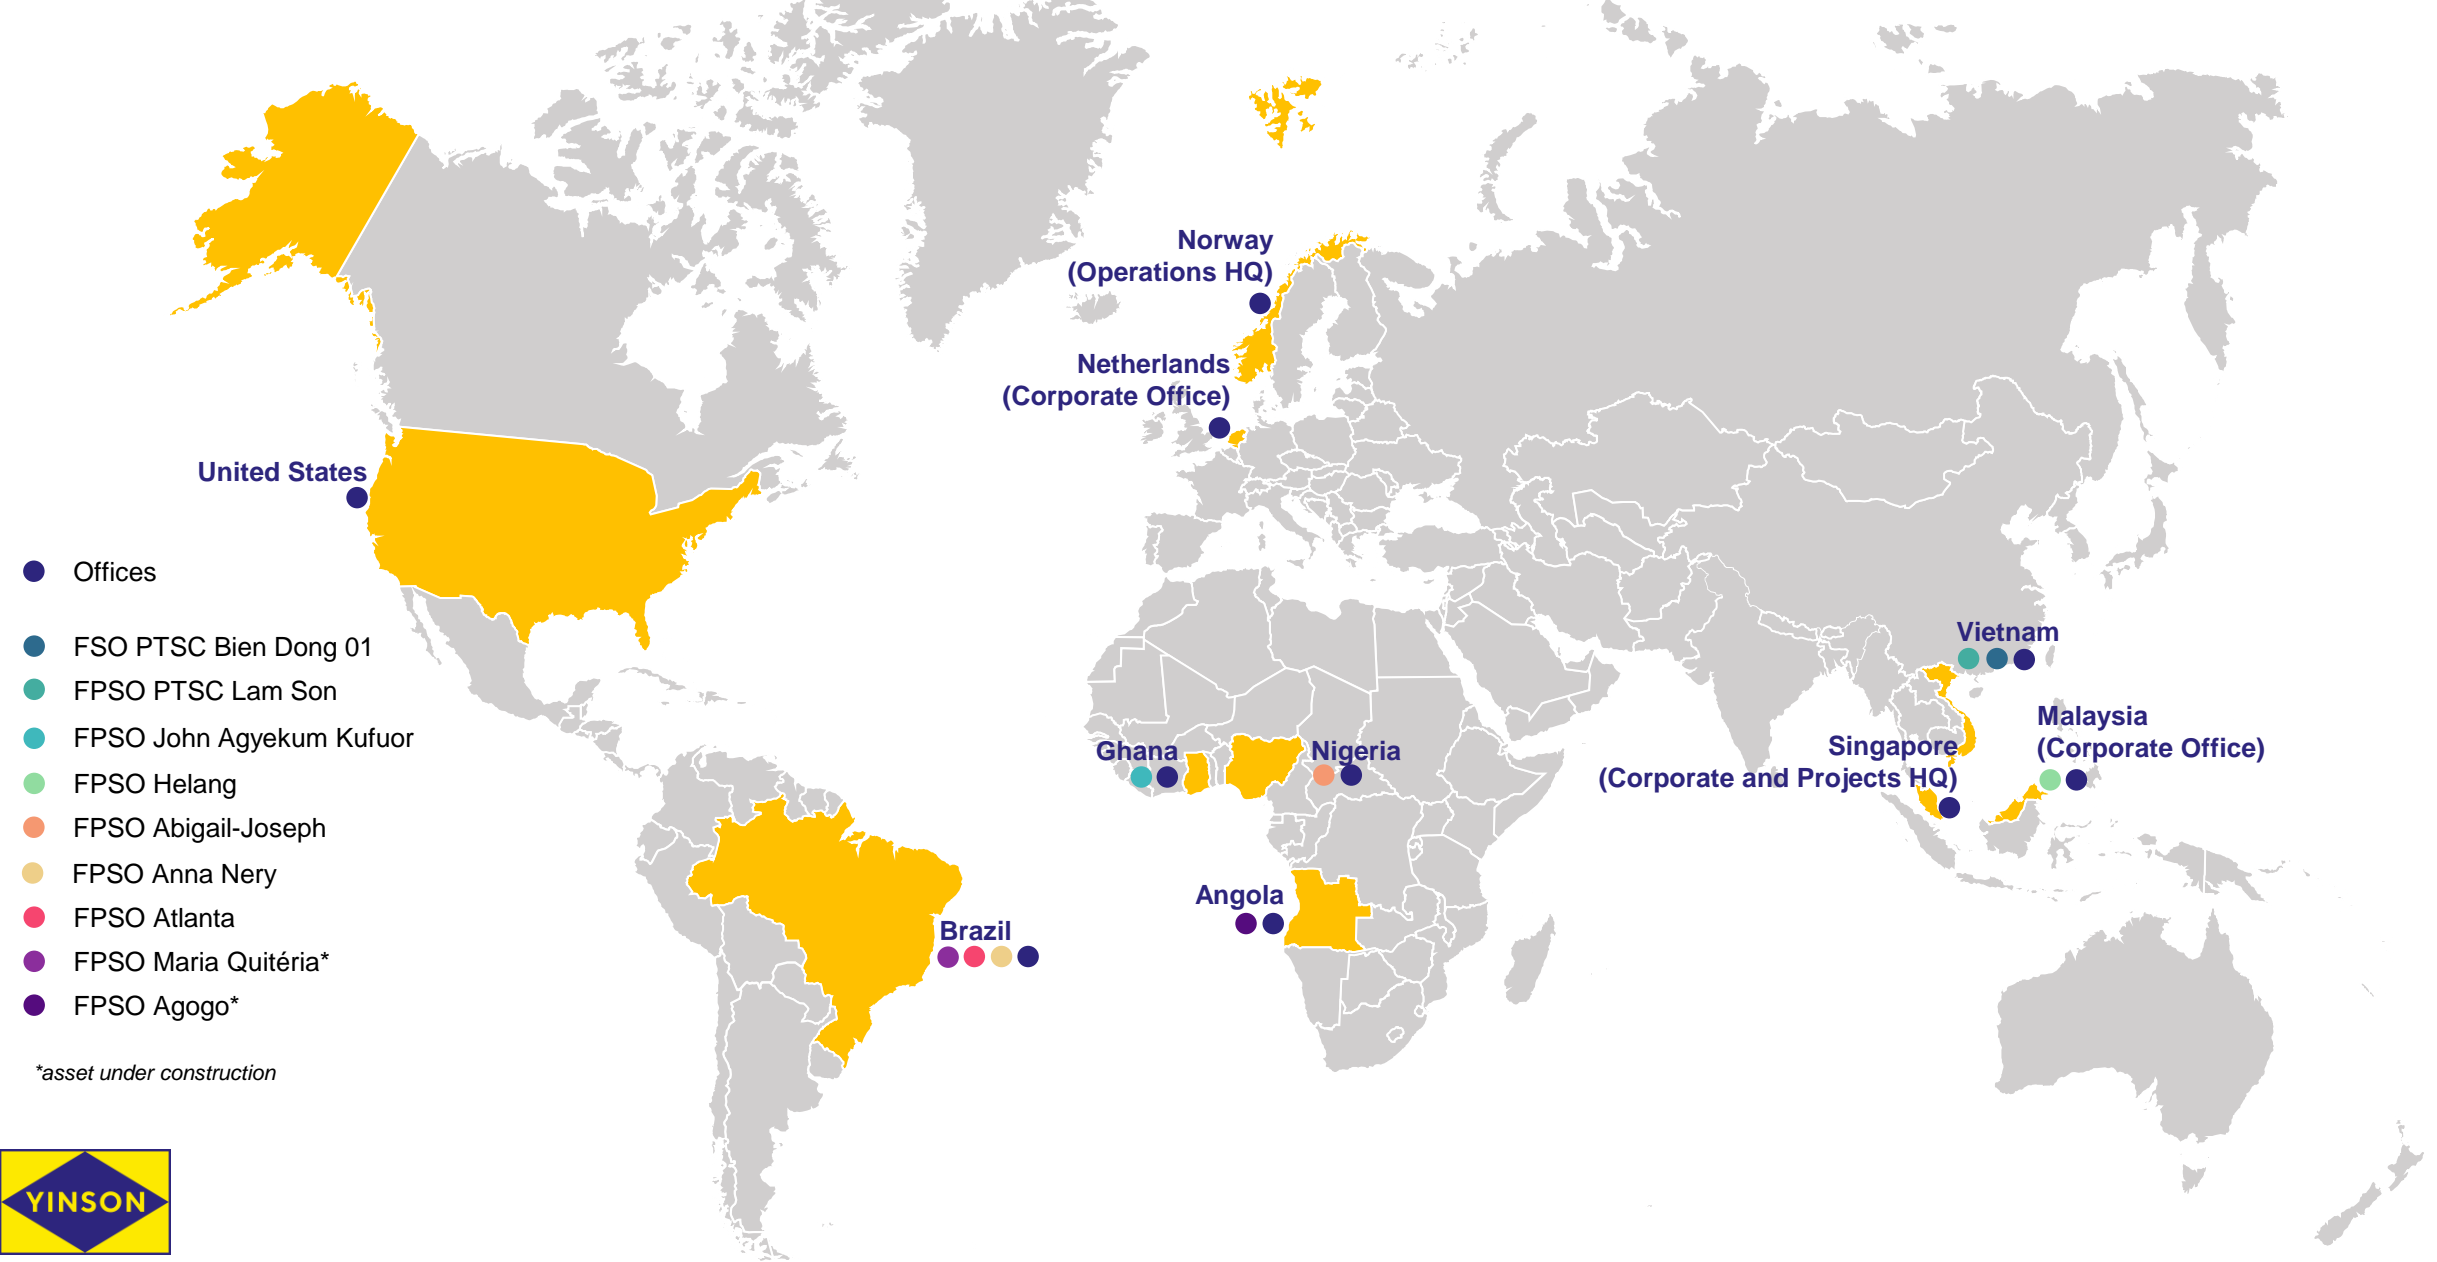 Norway
(Operations HQ)
Netherlands
(Corporate Office)
United States
Offices
FSO PTSC Bien Dong 01
FPSO PTSC Lam Son
FPSO John Agyekum Kufuor
FPSO Helang
FPSO Abigail-Joseph
FPSO Anna Nery
FPSO Atlanta
FPSO Maria Quitéria*
FPSO Agogo*
*asset under construction
Vietnam
Malaysia
(Corporate Office)
Singapore
(Corporate and Projects HQ)
Ghana
Nigeria
Angola
Brazil
YINSON